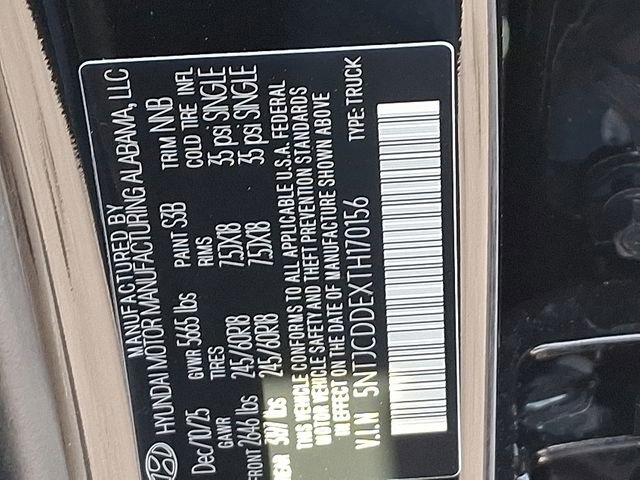 MANUFACTURED BY
HYUNDAI MOTOR MANUFACTURING ALABAMA, LLC
Dec/10/25 GVWR 5665 lbs PAINT S3B TRIM NNB
GAWR TIRES RIMS COLD TIRE INFL
FRONT 2646 lbs 245/60R18 7.5JX18 35 psi SINGLE
REAR lbs 245/60R18 7.5JX18 35 psi SINGLE
THIS VEHICLE CONFORMS TO ALL APPLICABLE U.S.A. FEDERAL
MOTOR VEHICLE SAFETY AND THEFT PREVENTION STANDARDS
IN EFFECT ON THE DATE OF MANUFACTURE SHOWN ABOVE
V.I.N 5NTJCDDEXTH170156 TYPE:TRUCK